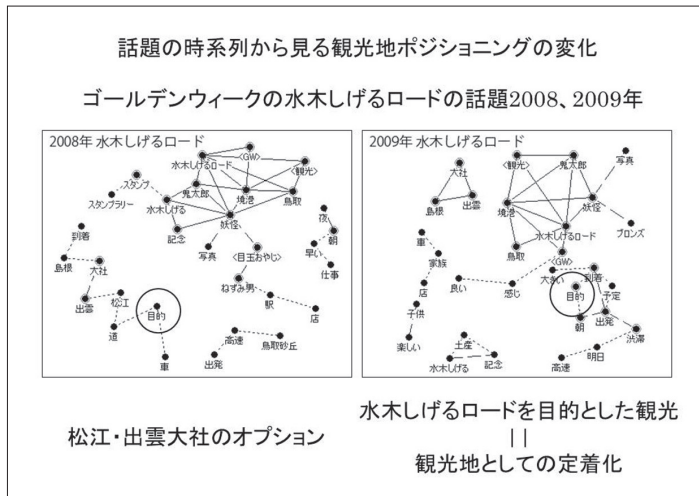 話題の時系列から見る観光地ポジショニングの変化
ゴールデンウィークの水木しげるロードの話題2008、2009年
2008年 水木しげるロード
<GW>
水木しげるロード
<観光>
スタンプ
鬼太郎
境港
鳥取
スタンプラリー
水木しげる
妖怪
記念
夜
朝
到着
写真
<目玉おやじ>
早い
島根
大社
仕事
ねずみ男
出雲
松江
目的
駅
店
道
高速
鳥取砂丘
車
出発
2009年 水木しげるロード
写真
<観光>
鬼太郎
大社
妖怪
島根
出雲
境港
ブロンズ
水木しげるロード
車
鳥取
家族
<GW>
大きい
到着
良い
感じ
目的
予定
店
子供
朝
出発
渋滞
楽しい
土産
明日
水木しげる
記念
高速
松江・出雲大社のオプション
水木しげるロードを目的とした観光
||
観光地としての定着化